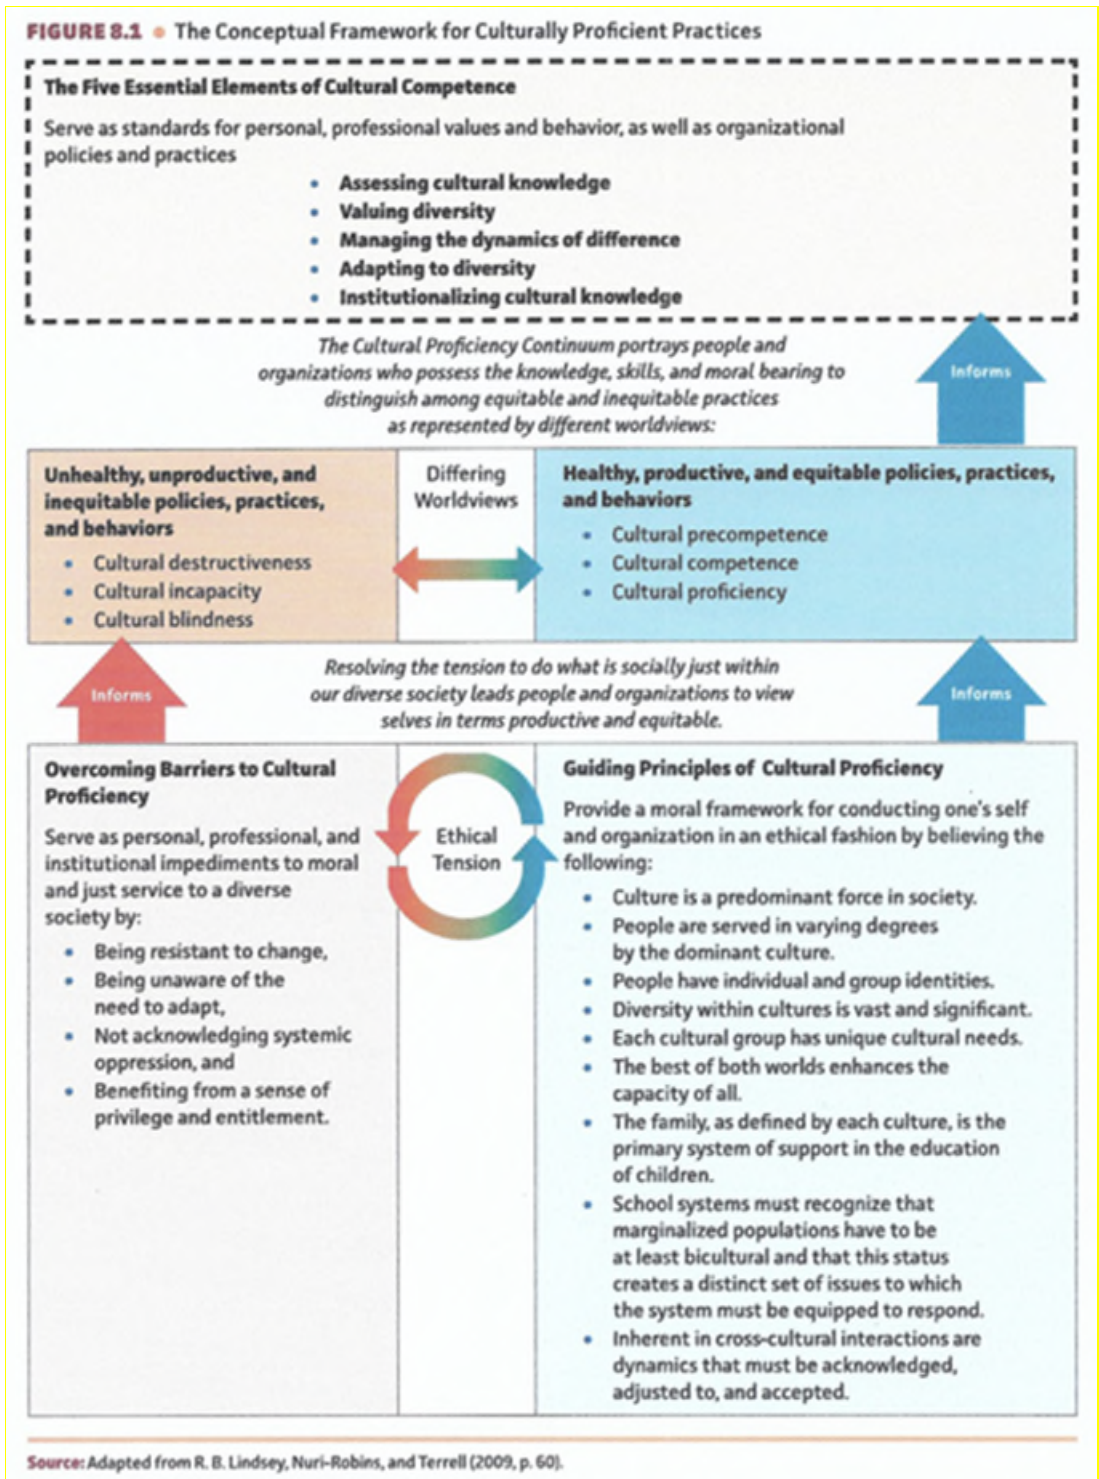 FIGURE 8.1 • The Conceptual Framework for Culturally Proficient Practices
The Five Essential Elements of Cultural Competence
Serve as standards for personal, professional values and behavior, as well as organizational
policies and practices
• Assessing cultural knowledge
• Valuing diversity
• Managing the dynamics of difference
• Adapting to diversity
• Institutionalizing cultural knowledge
The Cultural Proficiency Continuum portrays people and
organizations who possess the knowledge, skills, and moral bearing to
distinguish among equitable and inequitable practices
as represented by different worldviews:
Informs
Unhealthy, unproductive, and
inequitable policies, practices,
and behaviors
• Cultural destructiveness
• Cultural incapacity
• Cultural blindness
Differing
Worldviews
Healthy, productive, and equitable policies, practices,
and behaviors
• Cultural precompetence
• Cultural competence
• Cultural proficiency
Informs
Resolving the tension to do what is socially just within
our diverse society leads people and organizations to view
selves in terms productive and equitable.
Informs
Overcoming Barriers to Cultural
Proficiency
Serve as personal, professional, and
institutional impediments to moral
and just service to a diverse
society by:
• Being resistant to change,
• Being unaware of the
need to adapt,
• Not acknowledging systemic
oppression, and
• Benefiting from a sense of
privilege and entitlement.
Ethical
Tension
Guiding Principles of Cultural Proficiency
Provide a moral framework for conducting one's self
and organization in an ethical fashion by believing the
following:
• Culture is a predominant force in society.
• People are served in varying degrees
by the dominant culture.
• People have individual and group identities.
• Diversity within cultures is vast and significant.
• Each cultural group has unique cultural needs.
• The best of both worlds enhances the
capacity of all.
• The family, as defined by each culture, is the
primary system of support in the education
of children.
• School systems must recognize that
marginalized populations have to be
at least bicultural and that this status
creates a distinct set of issues to which
the system must be equipped to respond.
• Inherent in cross-cultural interactions are
dynamics that must be acknowledged,
adjusted to, and accepted.
Source: Adapted from R. B. Lindsey, Nuri-Robins, and Terrell (2009, p. 60).